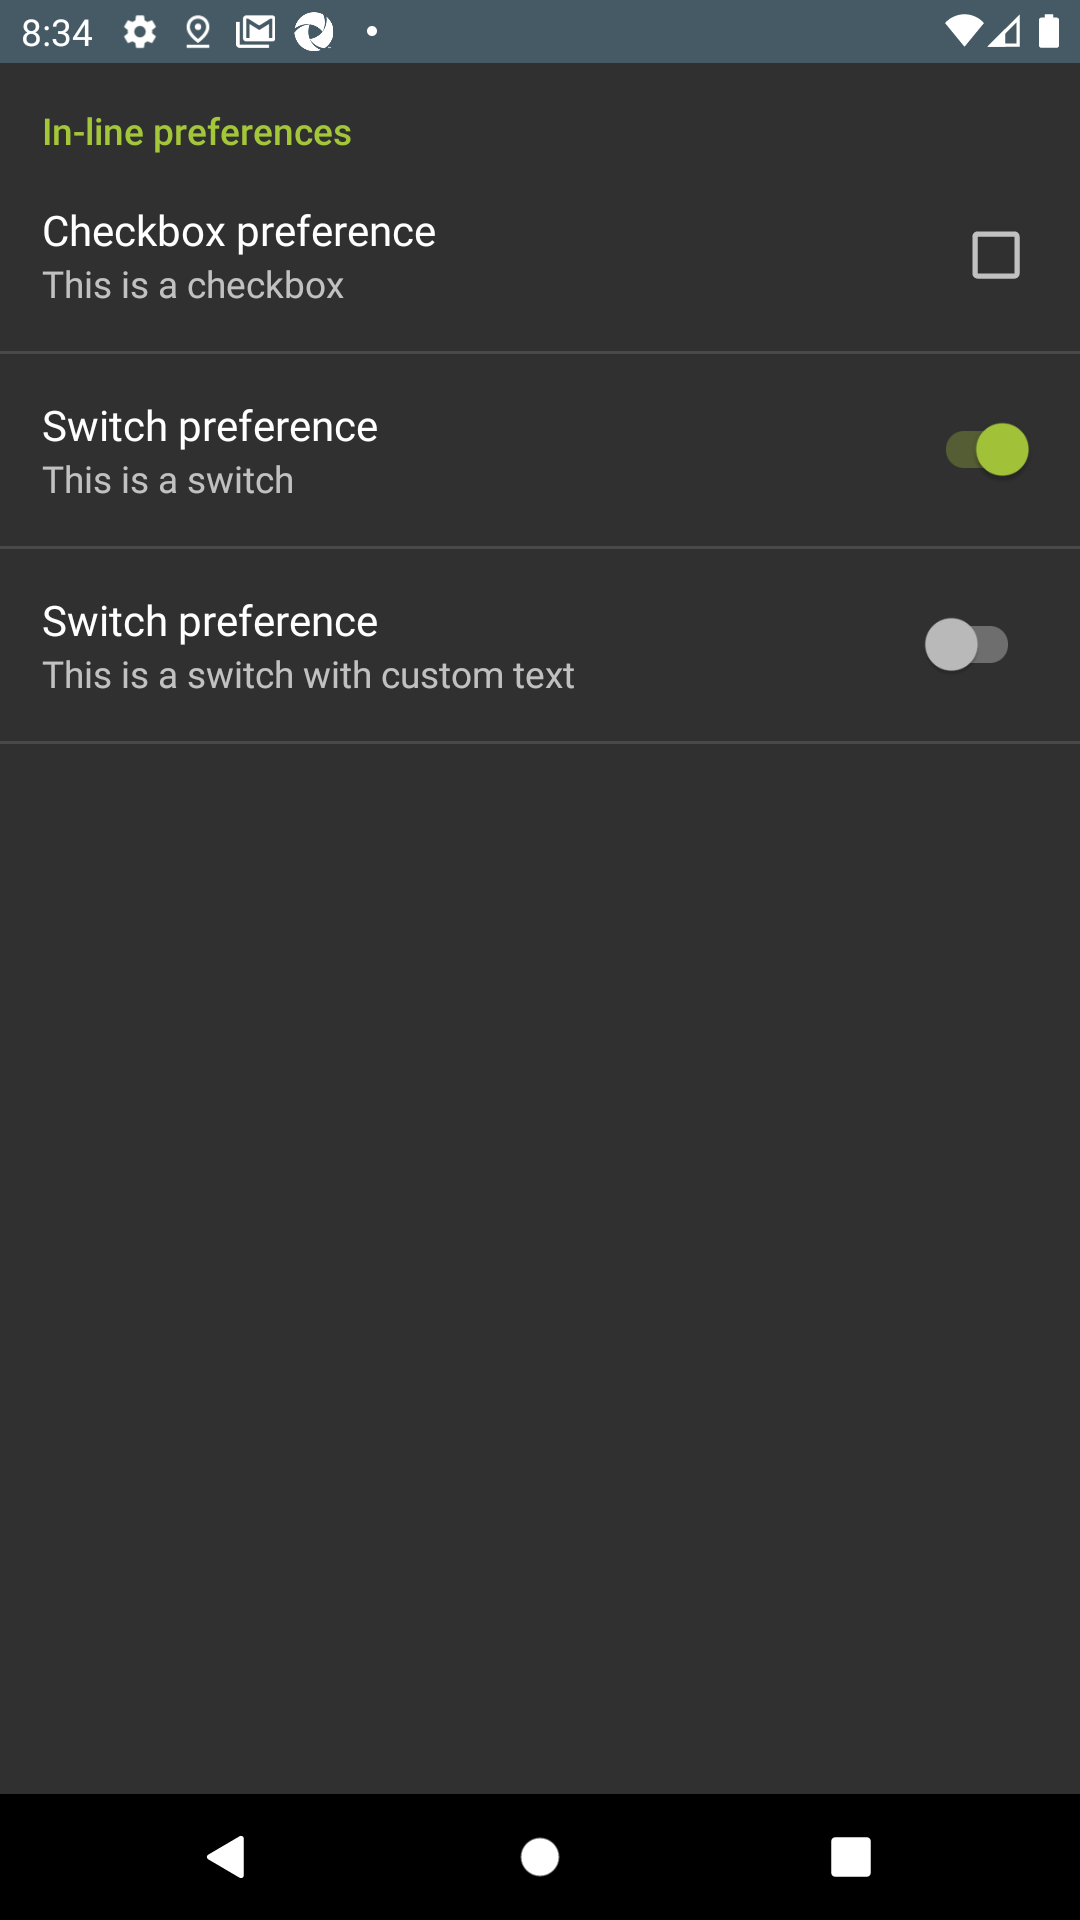 8:34
In-line preferences
Checkbox preference
This is a checkbox
Switch preference
This is a switch
Switch preference
This is a switch with custom text